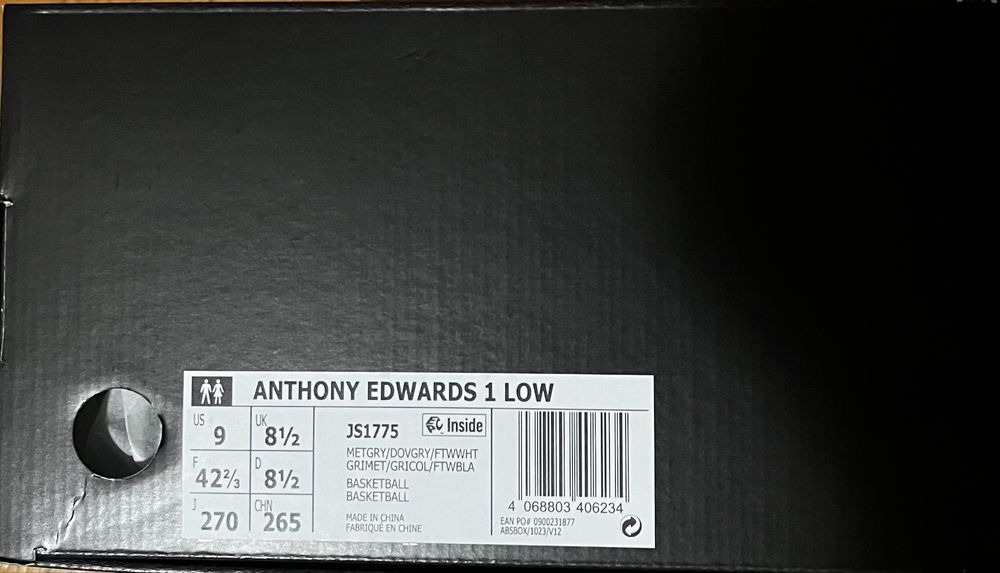 ANTHONY EDWARDS 1 LOW
US 9
UK 8½
F 42⅔
D 8½
J 270
CHN 265
JS1775
Inside
METGRY/DOVGRY/FTWWHT
GRIMET/GRICOL/FTWBLA
BASKETBALL
BASKETBALL
MADE IN CHINA
FABRIQUÉ EN CHINE
4 068803 406234
EAN PO# 0900231877
ABSBOX/1023/V12